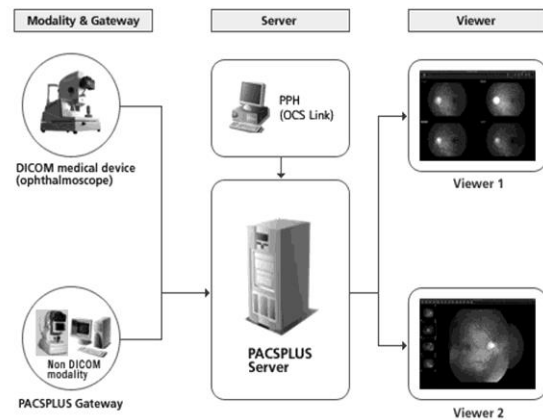 Modality & Gateway
Server
Viewer
PPH
(OCS Link)
DICOM medical device
(ophthalmoscope)
Viewer 1
Non DICOM
modality
PACSPLUS
Server
PACSPLUS Gateway
Viewer 2